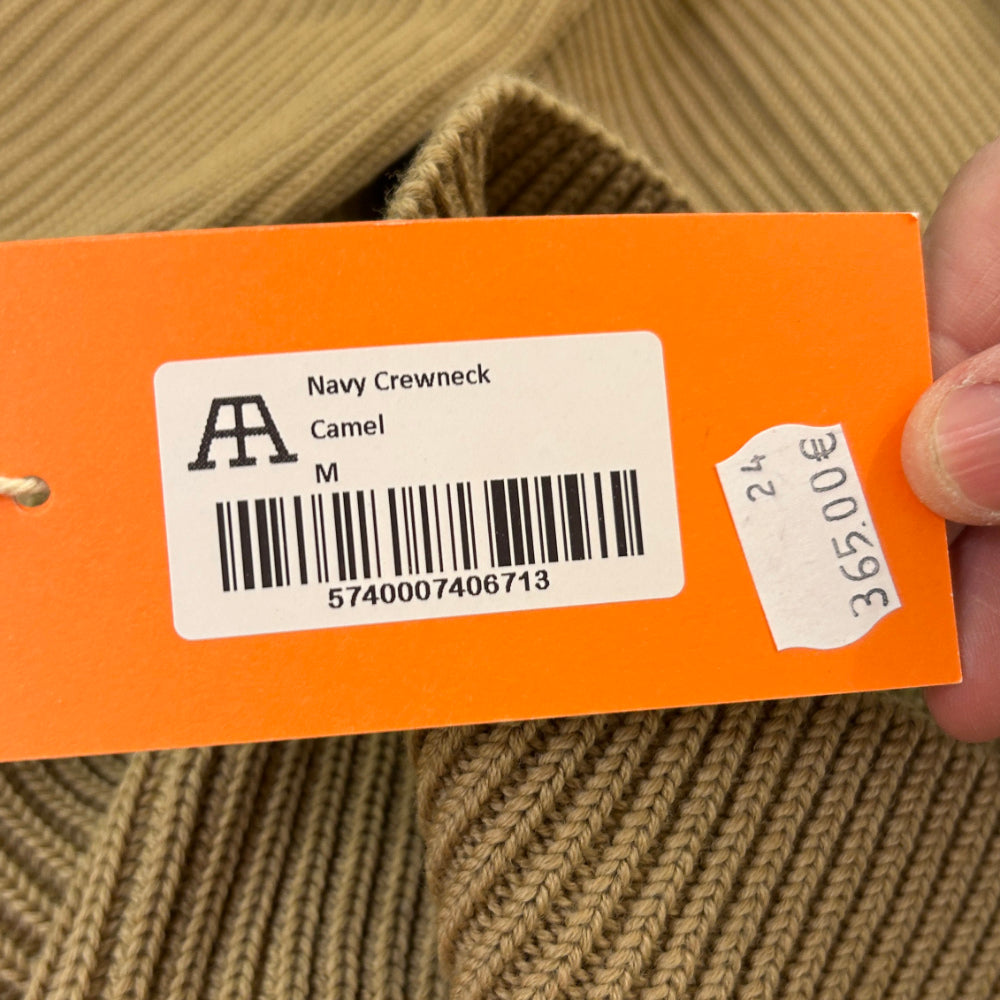 Navy Crewneck
Camel
M
5740007406713
24
365.00€